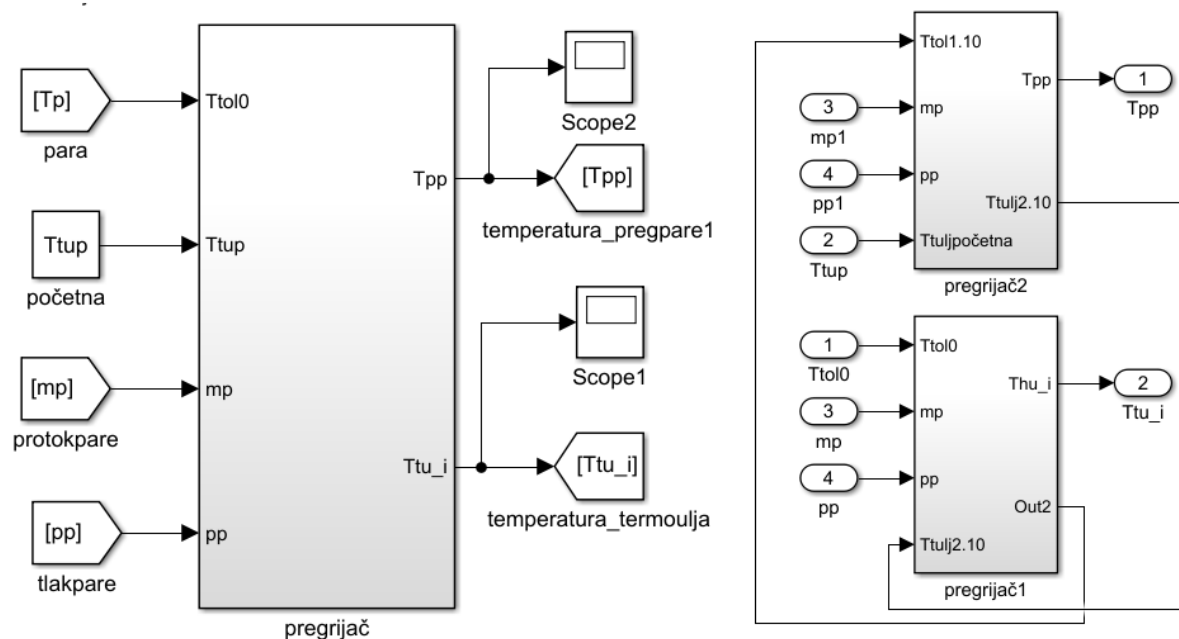 [Tp]
para
Ttol0
Ttup
početna
Ttup
[mp]
protokpare
mp
[pp]
tlakpare
pp
Tpp
Ttu_i
pregrijač
Scope2
[Tpp]
temperatura_pregpare1
Scope1
[Ttu_i]
temperatura_termoulja
Ttol1.10
3
mp1
mp
4
pp1
pp
2
Ttup
Ttuljpočetna
Tpp
Ttulj2.10
1
Tpp
pregrijač2
1
Ttol0
Ttol0
3
mp
mp
4
pp
pp
Ttulj2.10
Thu_i
Out2
2
Ttu_i
pregrijač1